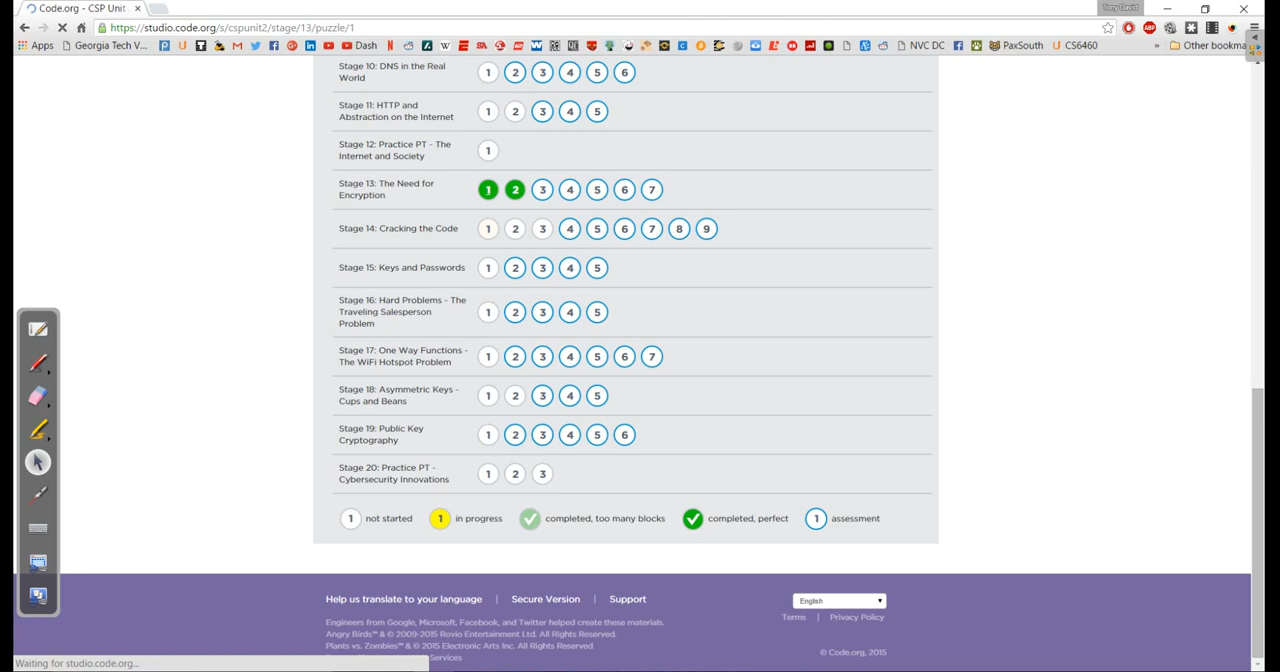 Code.org - CSP Unit
Tony David
https://studio.code.org/s/cspunit2/stage/13/puzzle/1
Apps Georgia Tech V... Dash NVC DC PaxSouth CS6460 » Other bookma
Stage 10: DNS in the Real
World
1 2 3 4 5 6
Stage 11: HTTP and
Abstraction on the Internet
1 2 3 4 5
Stage 12: Practice PT - The
Internet and Society
1
Stage 13: The Need for
Encryption
1 2 3 4 5 6 7
Stage 14: Cracking the Code
1 2 3 4 5 6 7 8 9
Stage 15: Keys and Passwords
1 2 3 4 5
Stage 16: Hard Problems - The
Traveling Salesperson
Problem
1 2 3 4 5
Stage 17: One Way Functions -
The WiFi Hotspot Problem
1 2 3 4 5 6 7
Stage 18: Asymmetric Keys -
Cups and Beans
1 2 3 4 5
Stage 19: Public Key
Cryptography
1 2 3 4 5 6
Stage 20: Practice PT -
Cybersecurity Innovations
1 2 3
1 not started 1 in progress completed, too many blocks completed, perfect 1 assessment
Help us translate to your language | Secure Version | Support
English
Terms | Privacy Policy
Engineers from Google, Microsoft, Facebook, and Twitter helped create these materials.
Angry Birds™ & © 2009-2015 Rovio Entertainment Ltd. All Rights Reserved.
Plants vs. Zombies™ & © 2015 Electronic Arts Inc. All Rights Reserved
© Code.org, 2015
Services.
Waiting for studio.code.org...